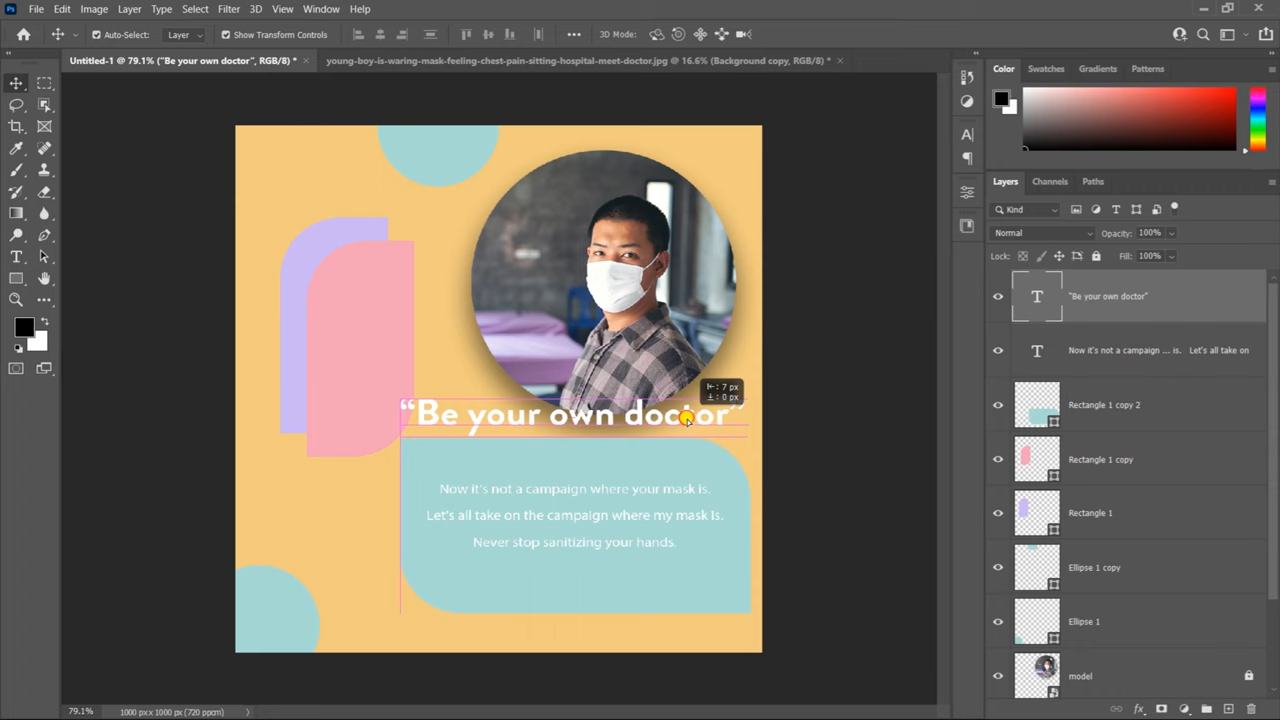 File Edit Image Layer Type Select Filter 3D View Window Help
Auto-Select: Layer Show Transform Controls 3D Mode:
Untitled-1 @ 79.1% ("Be your own doctor", RGB/8) * × young-boy-is-waring-mask-feeling-chest-pain-sitting-hospital-meet-doctor.jpg @ 16.6% (Background copy, RGB/8) * ×
Color Swatches Gradients Patterns
Layers Channels Paths
Kind
Normal Opacity: 100%
Lock: Fill: 100%
"Be your own doctor"
Now it's not a campaign ... is. Let's all take on
Rectangle 1 copy 2
Rectangle 1 copy
Rectangle 1
Ellipse 1 copy
Ellipse 1
model
: 7 px
: 0 px
“Be your own doctor”
Now it's not a campaign where your mask is.
Let's all take on the campaign where my mask is.
Never stop sanitizing your hands.
79.1% 1000 px x 1000 px (720 ppcm)